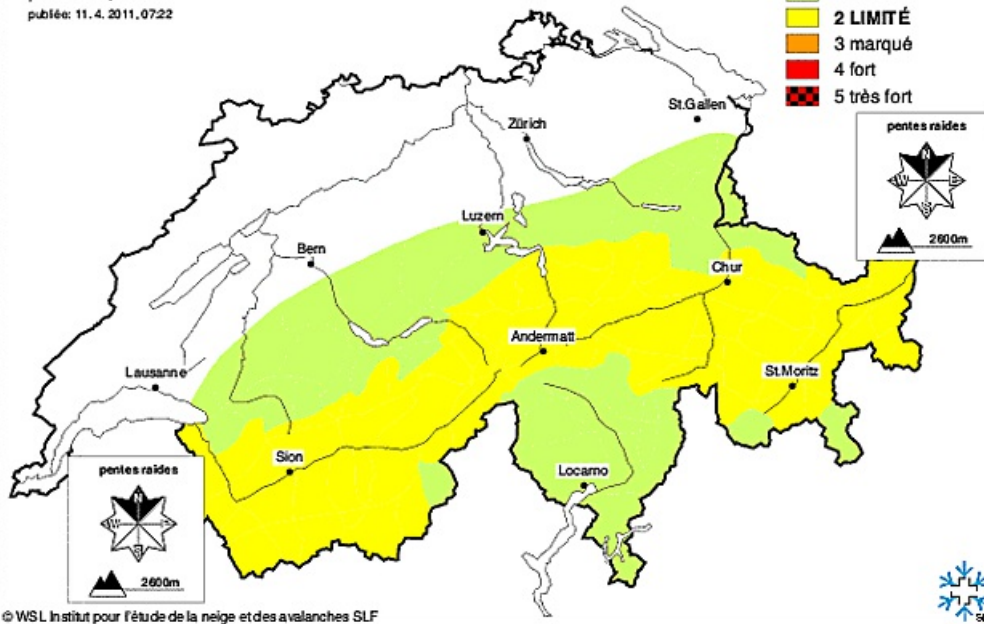 publiée: 11. 4. 2011, 07:22
2 LIMITÉ
3 marqué
4 fort
5 très fort
St.Gallen
Zürich
pentes raides
N
W
E
S
2600m
Luzern
Bern
Chur
Andermatt
Lausanne
St.Moritz
Sion
Locarno
pentes raides
N
W
E
S
2600m
© WSL Institut pour l'étude de la neige et des avalanches SLF